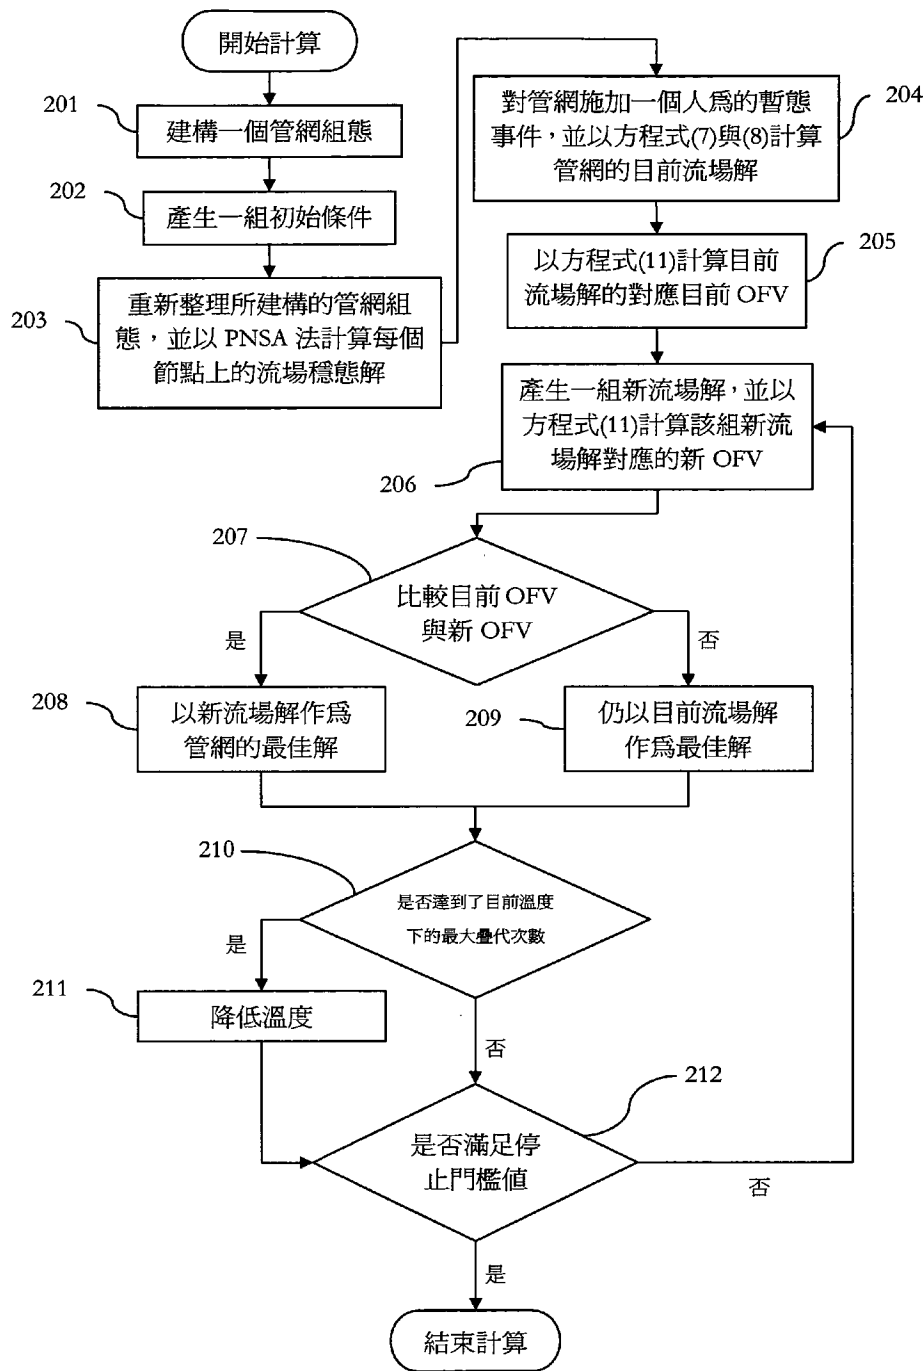 開始計算
201
建構一個管網組態
202
產生一組初始條件
203
重新整理所建構的管網組
態，並以 PNSA 法計算每個
節點上的流場穩態解
204
對管網施加一個人爲的暫態
事件，並以方程式(7)與(8)計算
管網的目前流場解
205
以方程式(11)計算目前
流場解的對應目前 OFV
206
產生一組新流場解，並以
方程式(11)計算該組新流
場解對應的新 OFV
207
比較目前 OFV
與新 OFV
是
否
208
以新流場解作爲
管網的最佳解
209
仍以目前流場解
作爲最佳解
210
是否達到了目前溫度
下的最大疊代次數
是
211
降低溫度
否
212
是否滿足停
止門檻值
否
是
結束計算